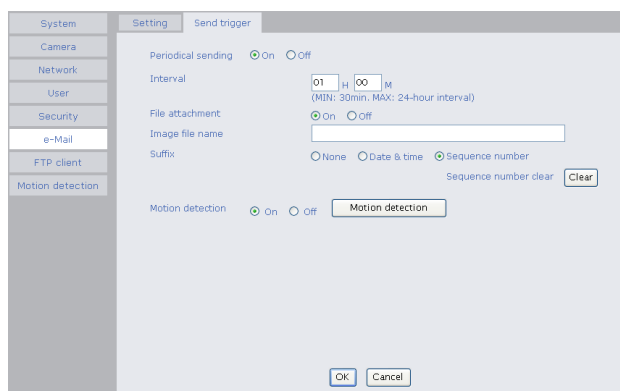 System
Camera
Network
User
Security
e-Mail
FTP client
Motion detection
Setting Send trigger
Periodical sending On Off
Interval 01 H 00 M
(MIN: 30min. MAX: 24-hour interval)
File attachment On Off
Image file name
Suffix None Date & time Sequence number
Sequence number clear Clear
Motion detection On Off Motion detection
OK Cancel